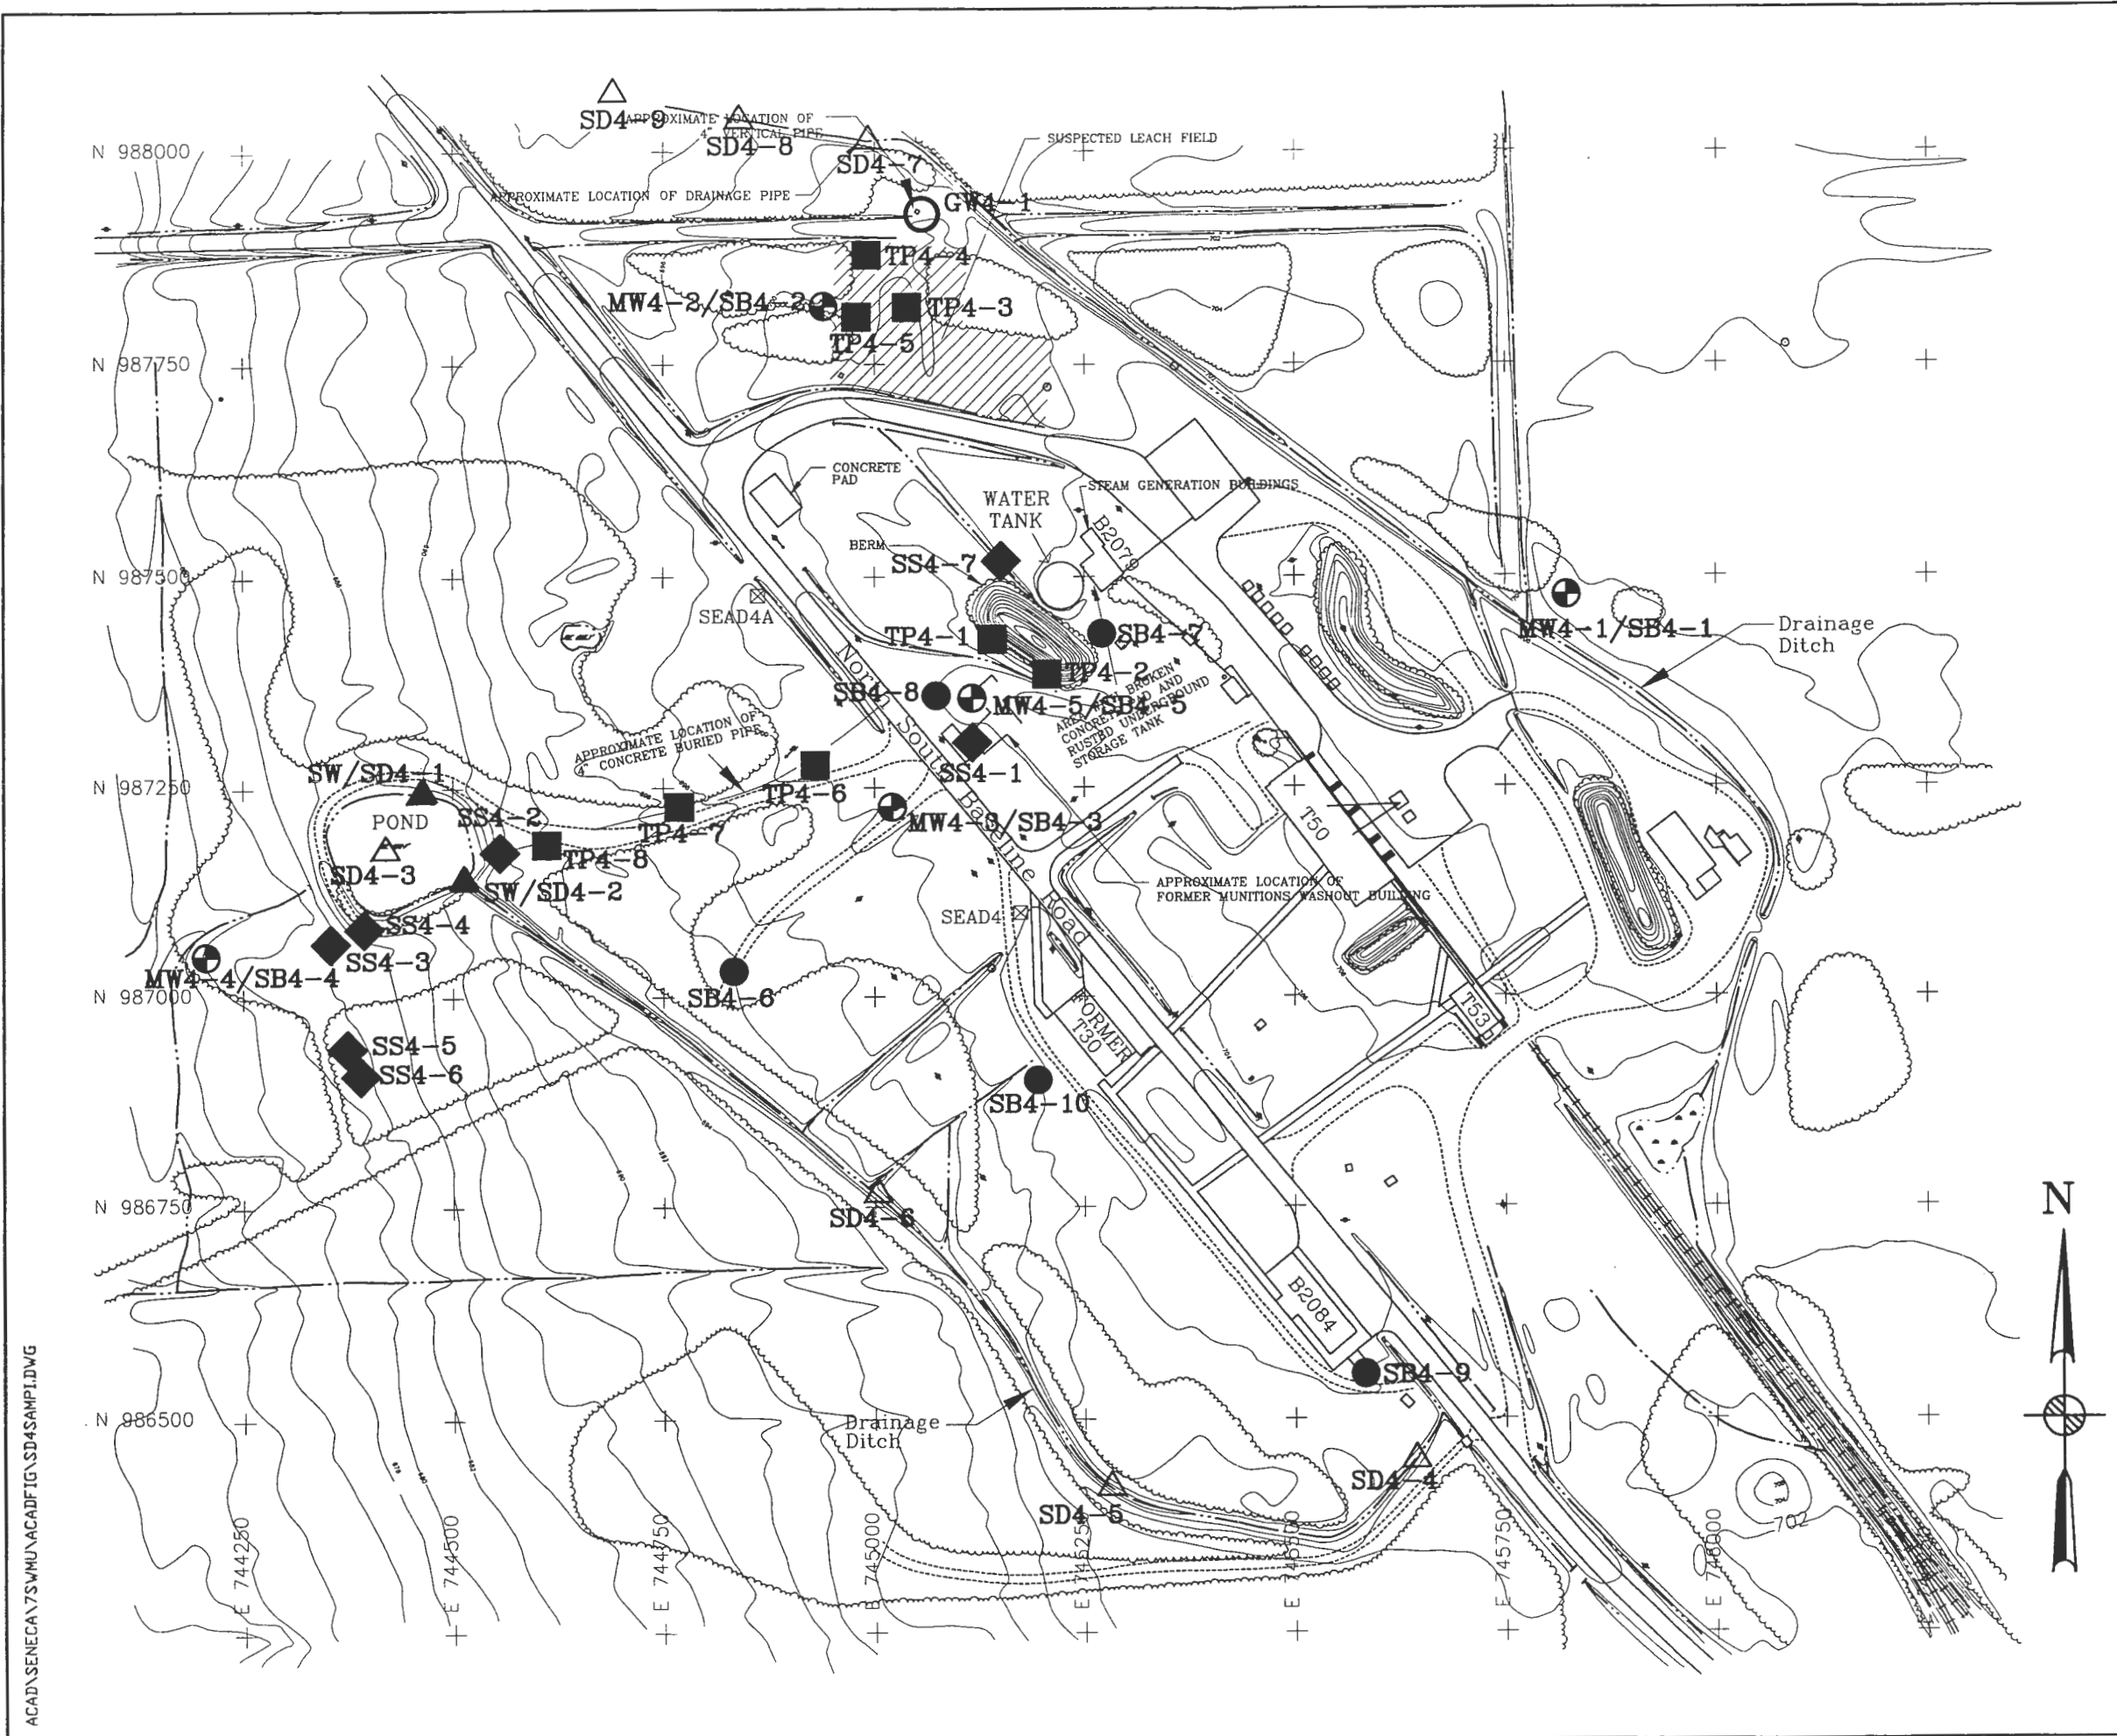 SD4-9
APPROXIMATE LOCATION OF
4" VERTICAL PIPE
SD4-8
SD4-7
SUSPECTED LEACH FIELD
N 988000
APPROXIMATE LOCATION OF DRAINAGE PIPE
GW4-1
702
TP4-4
MW4-2/SB4-2
TP4-3
TP4-5
704
N 987750
CONCRETE
PAD
WATER
TANK
STEAM GENERATION BUILDINGS
B2079
BERM
SS4-7
N 987500
SEAD4A
TP4-1
SB4-7
MW4-1/SB4-1
Drainage
Ditch
TP4-2
SB4-8
MW4-5/SB4-5
AREA WITH BROKEN
CONCRETE PAD AND
RUSTED UNDERGROUND
STORAGE TANK
North South Baseline Road
APPROXIMATE LOCATION OF
4" CONCRETE BURIED PIPE
SS4-1
SW/SD4-1
N 987250
TP4-6
SS4-2
POND
TP4-7
MW4-3/SB4-3
T50
TP4-8
SD4-3
SW/SD4-2
APPROXIMATE LOCATION OF
FORMER MUNITIONS WASHOUT BUILDING
SEAD4
SS4-4
SS4-3
MW4-4/SB4-4
N 987000
SB4-6
T53
FORMER
T30
SS4-5
SS4-6
SB4-10
704
N 986750
SD4-6
N
B2084
SB4-9
N 986500
Drainage
Ditch
SD4-4
SD4-5
702
E 744250
E 744500
E 744750
E 745000
E 745250
E 745500
E 745750
E 746000
ACAD\SENECA\7SWMU\ACADFIG\SD4SAMP1.DWG